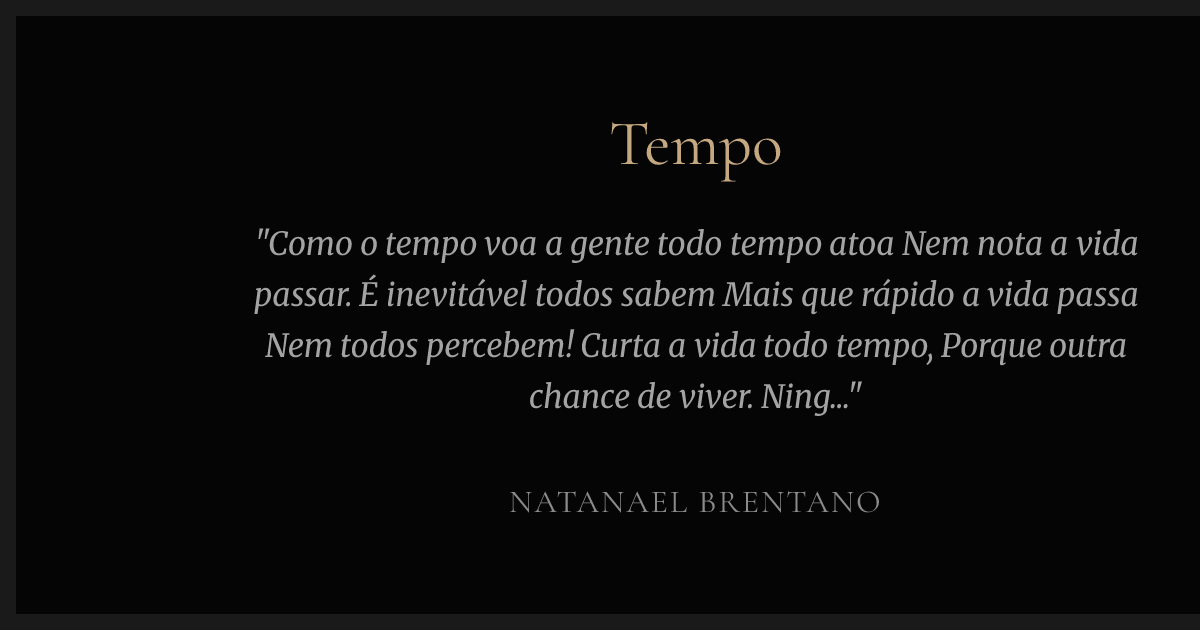 Tempo
"Como o tempo voa a gente todo tempo atoa Nem nota a vida
passar. É inevitável todos sabem Mais que rápido a vida passa
Nem todos percebem! Curta a vida todo tempo, Porque outra
chance de viver. Ning..."
NATANAEL BRENTANO